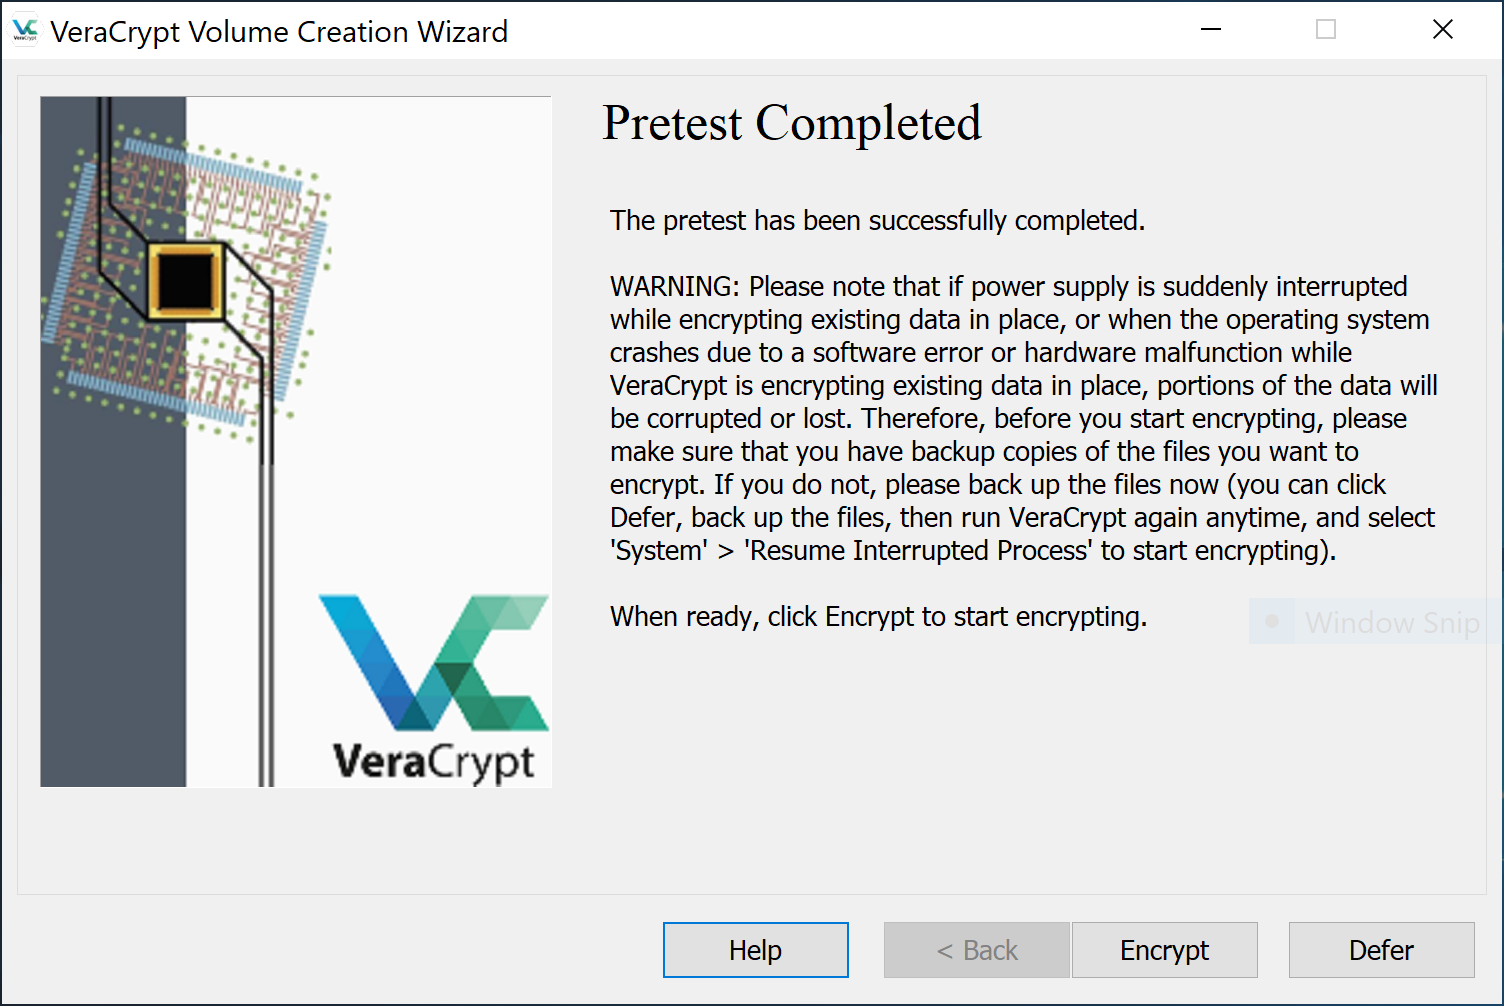 VeraCrypt Volume Creation Wizard
Pretest Completed
The pretest has been successfully completed.
WARNING: Please note that if power supply is suddenly interrupted
while encrypting existing data in place, or when the operating system
crashes due to a software error or hardware malfunction while
VeraCrypt is encrypting existing data in place, portions of the data will
be corrupted or lost. Therefore, before you start encrypting, please
make sure that you have backup copies of the files you want to
encrypt. If you do not, please back up the files now (you can click
Defer, back up the files, then run VeraCrypt again anytime, and select
'System' > 'Resume Interrupted Process' to start encrypting).
When ready, click Encrypt to start encrypting.
Window Snip
VeraCrypt
Help
< Back
Encrypt
Defer